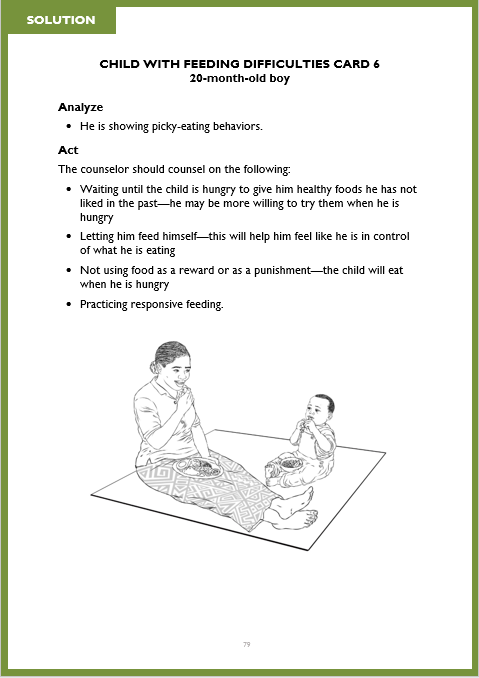 SOLUTION
CHILD WITH FEEDING DIFFICULTIES CARD 6
20-month-old boy
Analyze
• He is showing picky-eating behaviors.
Act
The counselor should counsel on the following:
• Waiting until the child is hungry to give him healthy foods he has not
liked in the past—he may be more willing to try them when he is
hungry
• Letting him feed himself—this will help him feel like he is in control
of what he is eating
• Not using food as a reward or as a punishment—the child will eat
when he is hungry
• Practicing responsive feeding.
79